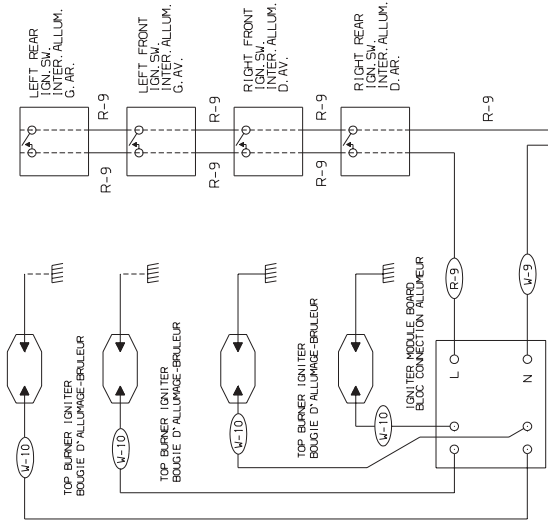 LEFT REAR
IGN. SW.
INTER. ALLUM.
G. AR.
R-9
R-9
LEFT FRONT
IGN. SW.
INTER. ALLUM.
G. AV.
R-9
R-9
RIGHT FRONT
IGN. SW.
INTER. ALLUM.
D. AV.
R-9
R-9
RIGHT REAR
IGN. SW.
INTER. ALLUM.
D. AR.
R-9
W-10
TOP BURNER IGNITER
BOUGIE D'ALLUMAGE-BRULEUR
W-10
TOP BURNER IGNITER
BOUGIE D'ALLUMAGE-BRULEUR
W-10
TOP BURNER IGNITER
BOUGIE D'ALLUMAGE-BRULEUR
W-10
IGNITER MODULE BOARD
BLOC CONNECTION ALLUMEUR
R-9
W-9
L
N